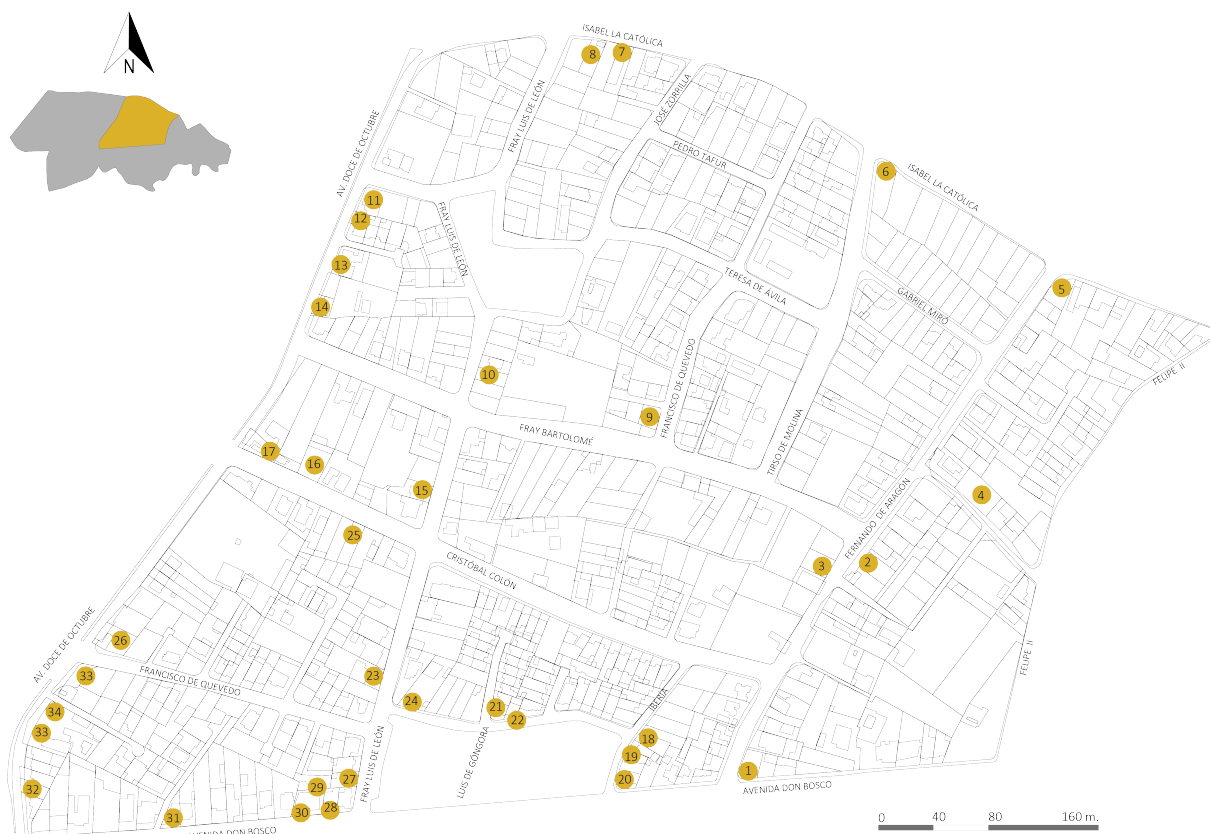 ISABEL LA CATÓLICA
8
7
N
JOSÉ ZORRILLA
FRAY LUIS DE LEÓN
AV. DOCE DE OCTUBRE
PEDRO TAFUR
6
ISABEL LA CATÓLICA
11
12
FRAY LUIS DE LEÓN
13
TERESA DE ÁVILA
5
GABRIEL MIRÓ
14
FELIPE II
10
FRANCISCO DE QUEVEDO
9
FRAY BARTOLOMÉ
TIRSO DE MOLINA
17
16
15
4
FERNANDO DE ARAGON
25
CRISTÓBAL COLÓN
3
2
AV. DOCE DE OCTUBRE
26
FELIPE II
33
FRANCISCO DE QUEVEDO
23
24
21
22
IBERIA
34
33
18
19
20
FRAY LUIS DE LEÓN
LUIS DE GÓNGORA
1
AVENIDA DON BOSCO
32
29
27
30
28
31
AVENIDA DON BOSCO
0 40 80 160 m.